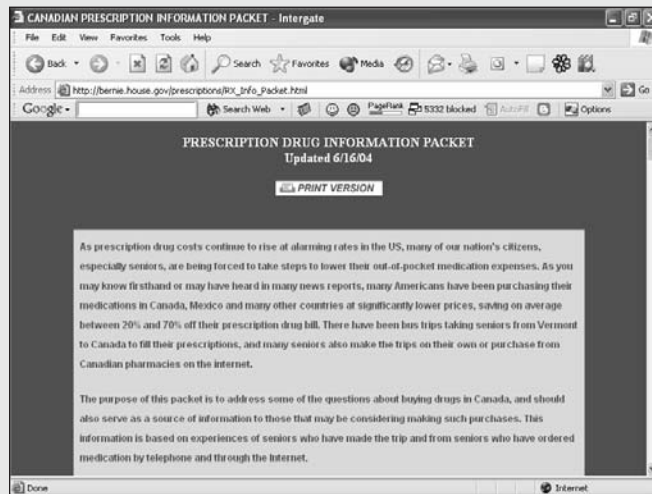 CANADIAN PRESCRIPTION INFORMATION PACKET - Intergate
File Edit View Favorites Tools Help
Back Search Favorites Media
Address http://bernie.house.gov/prescriptions/RX_Info_Packet.html Go
Google Search Web PageRank 5332 blocked AutoFill Options
PRESCRIPTION DRUG INFORMATION PACKET
Updated 6/16/04
PRINT VERSION
As prescription drug costs continue to rise at alarming rates in the US, many of our nation's citizens,
especially seniors, are being forced to take steps to lower their out-of-pocket medication expenses. As you
may know firsthand or may have heard in many news reports, many Americans have been purchasing their
medications in Canada, Mexico and many other countries at significantly lower prices, saving on average
between 20% and 70% off their prescription drug bill. There have been bus trips taking seniors from Vermont
to Canada to fill their prescriptions, and many seniors also make the trips on their own or purchase from
Canadian pharmacies on the internet.
The purpose of this packet is to address some of the questions about buying drugs in Canada, and should
also serve as a source of information to those that may be considering making such purchases. This
information is based on experiences of seniors who have made the trip and from seniors who have ordered
medication by telephone and through the Internet.
Done Internet